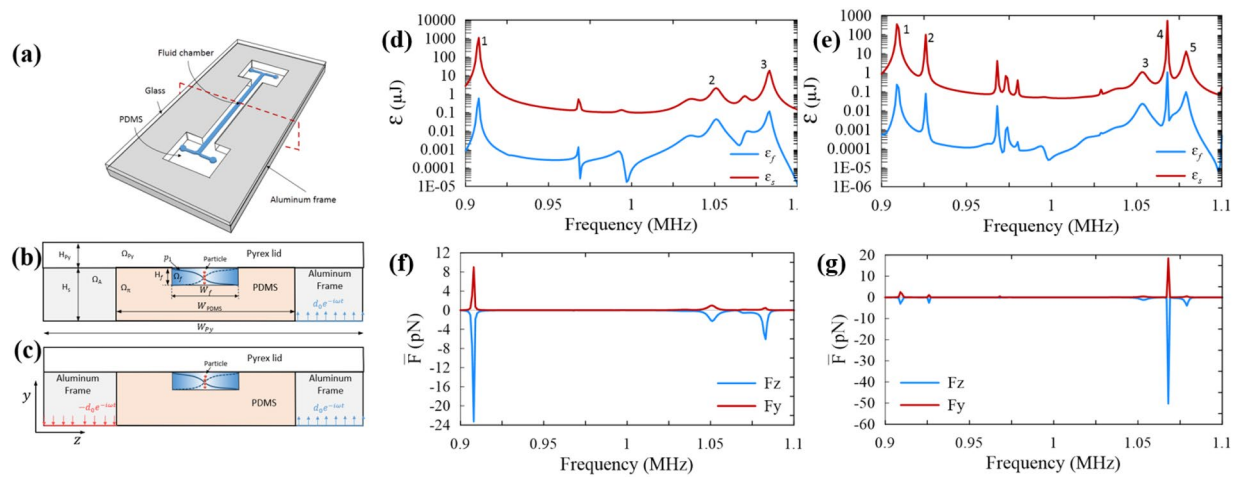 (a)
Fluid chamber
Glass
PDMS
Aluminum frame
(b)
H_Py
Ω_Py
p_1
Particle
Pyrex lid
H_s
Ω_A
Ω_R
H_f
Ω_f
W_f
PDMS
Aluminum
Frame
d_0e^{-iωt}
W_PDMS
W_Py
(c)
Particle
Pyrex lid
Aluminum
Frame
PDMS
Aluminum
Frame
-d_0e^{-iωt}
d_0e^{-iωt}
y
z
(d)
ε (μJ)
10000
1000
100
10
1
0.1
0.01
0.001
0.0001
1E-05
1
2
3
ε_f
ε_s
0.9
0.95
1
1.05
1.1
Frequency (MHz)
(e)
ε (μJ)
1000
100
10
1
0.1
0.01
0.001
0.0001
1E-05
1E-06
1
2
3
4
5
ε_f
ε_s
0.9
0.95
1
1.05
1.1
Frequency (MHz)
(f)
F̅ (pN)
12
8
4
0
-4
-8
-12
-16
-20
-24
Fz
Fy
0.9
0.95
1
1.05
1.1
Frequency (MHz)
(g)
F̅ (pN)
20
10
0
-10
-20
-30
-40
-50
-60
Fz
Fy
0.9
0.95
1
1.05
1.1
Frequency (MHz)